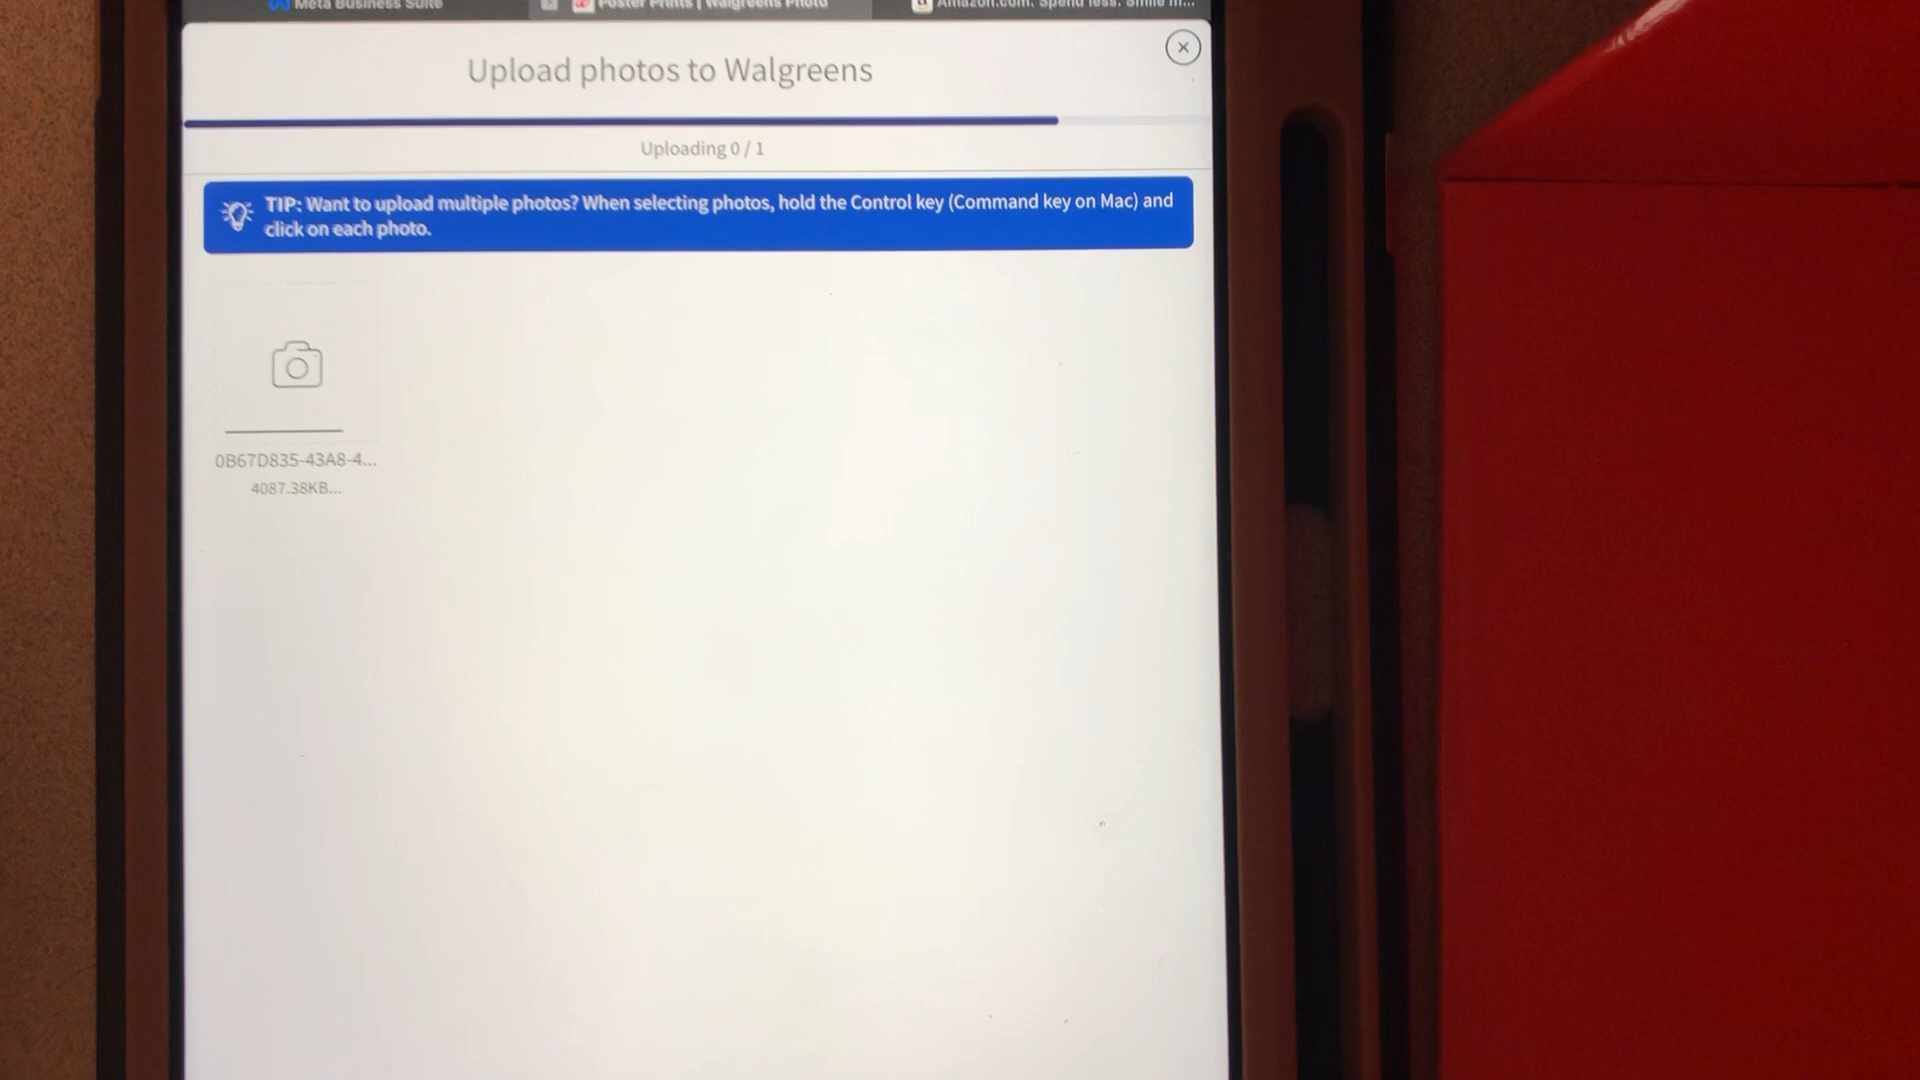 Meta Business Suite
Poster Prints | Walgreens Photo
Amazon.com. Spend less. Smile m...
Upload photos to Walgreens
Uploading 0 / 1
TIP: Want to upload multiple photos? When selecting photos, hold the Control key (Command key on Mac) and
click on each photo.
0B67D835-43A8-4...
4087.38KB...